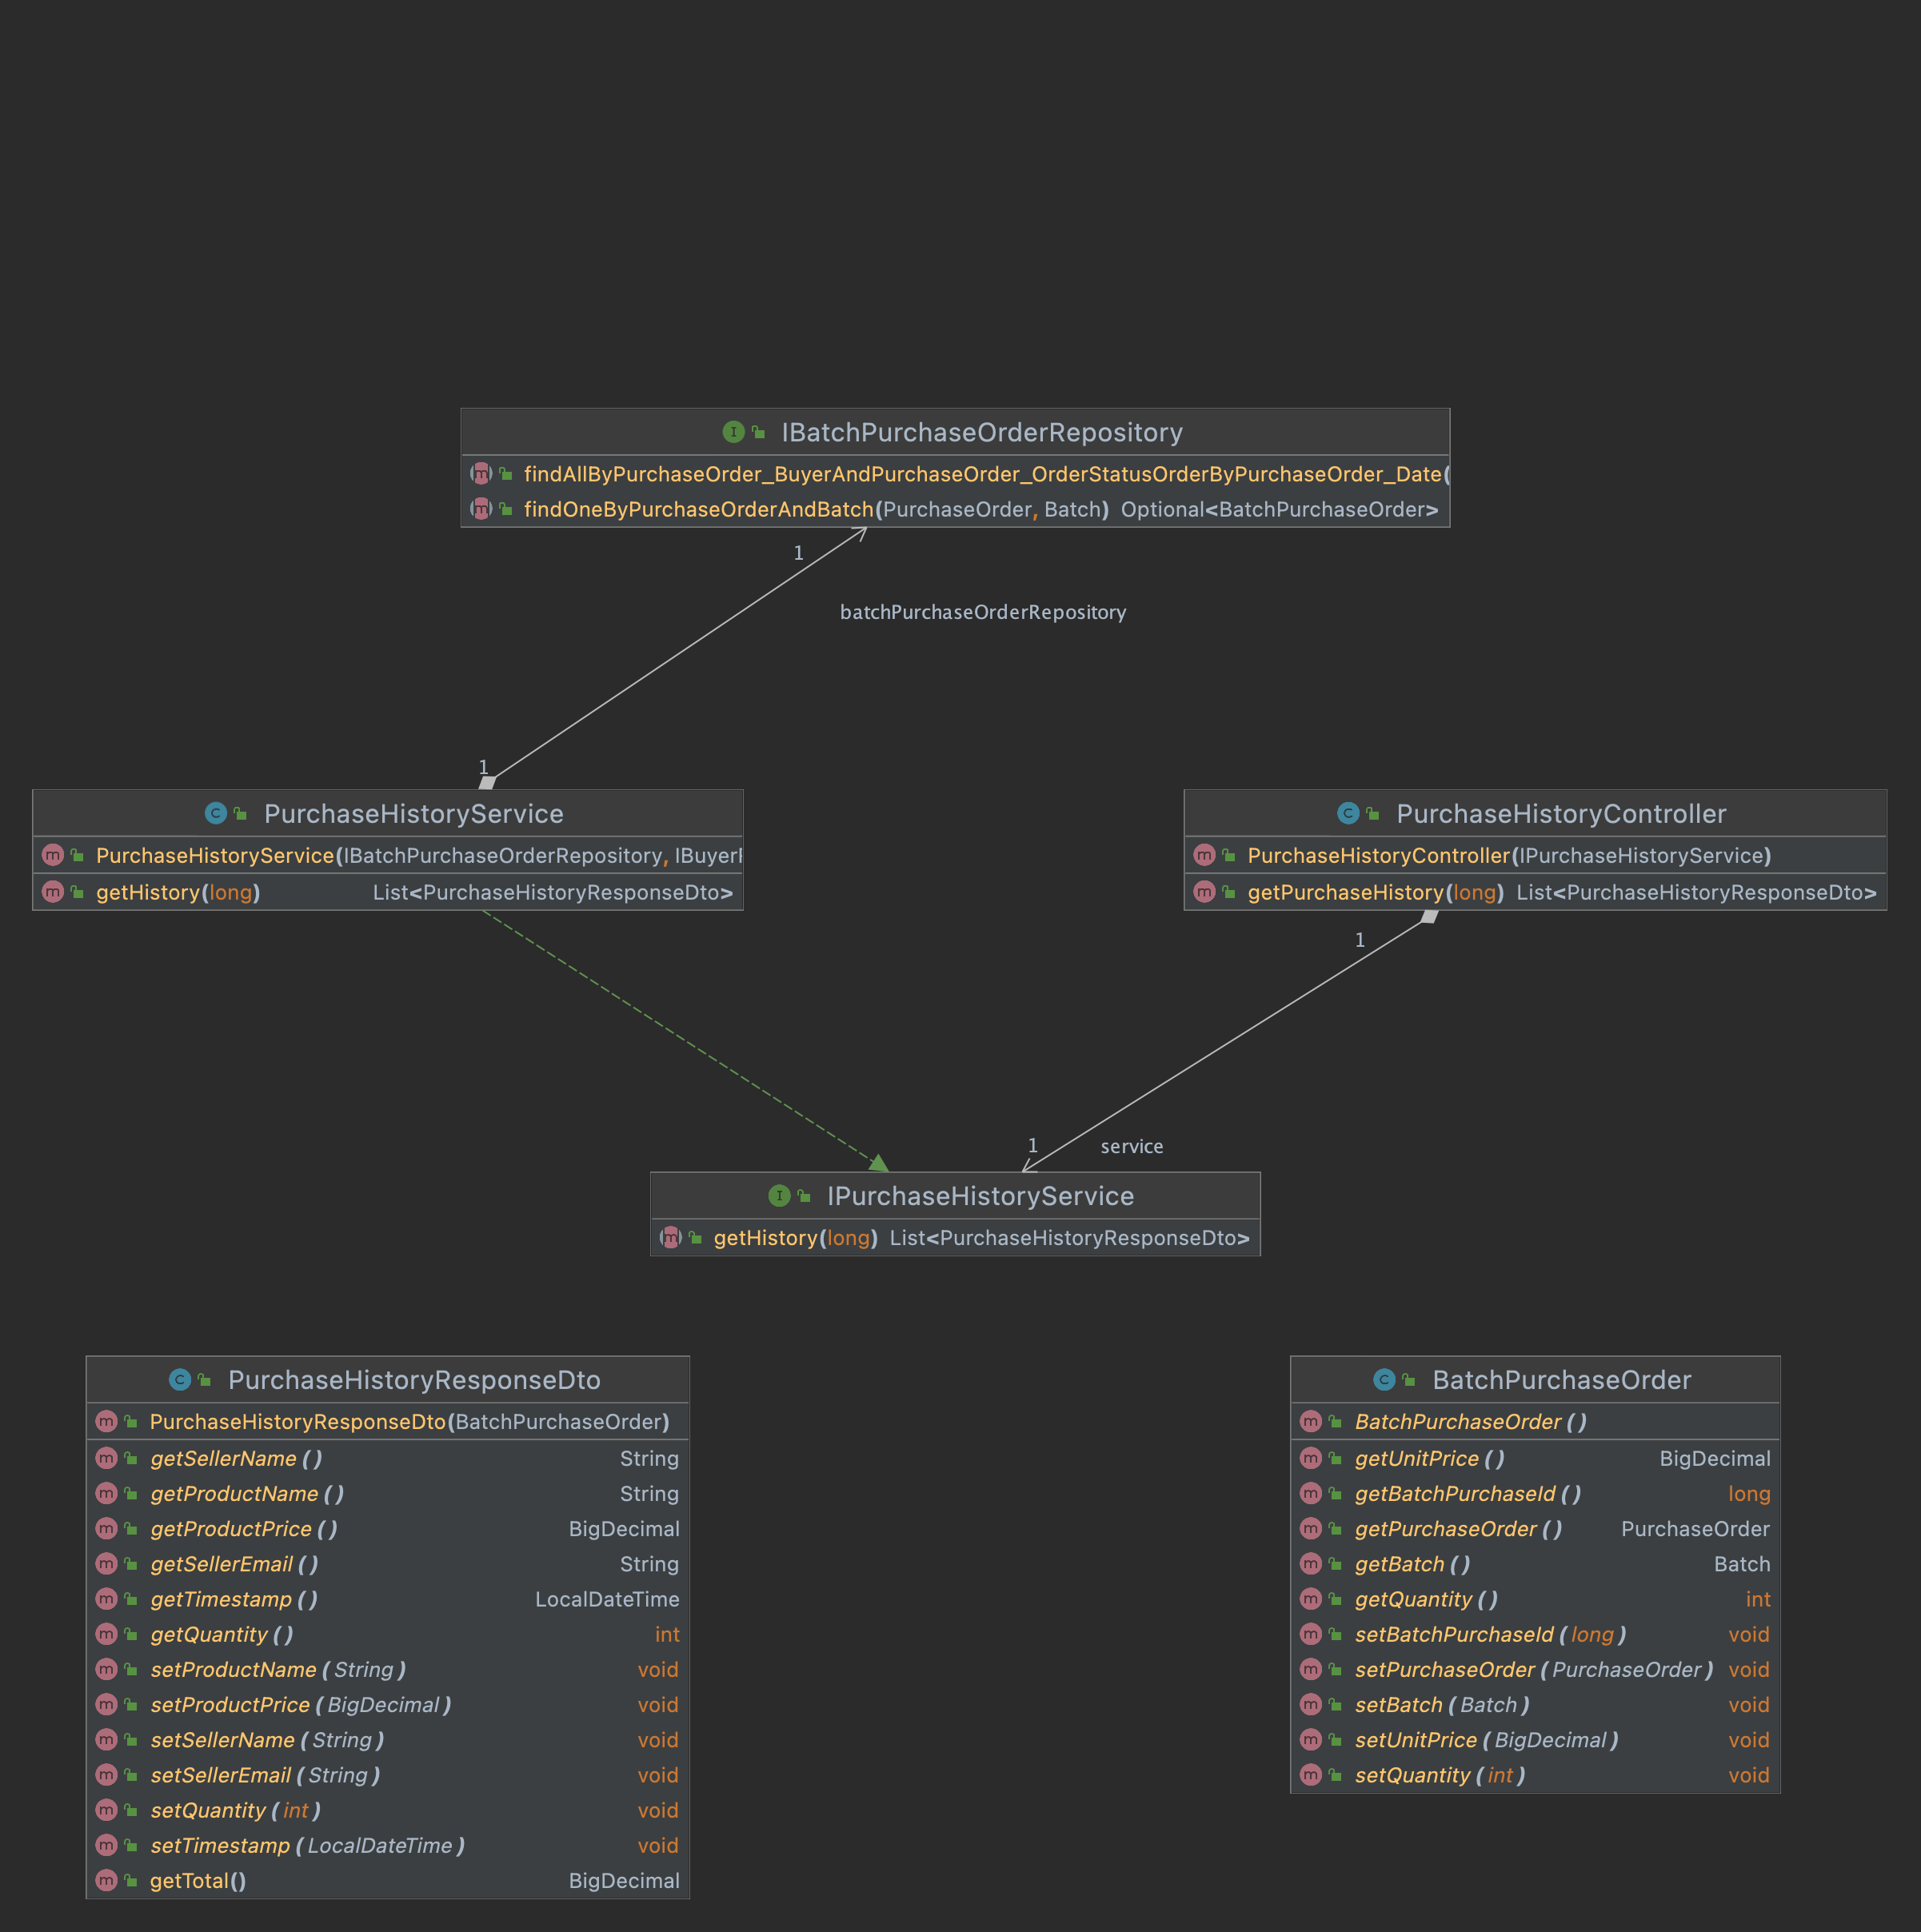 IBatchPurchaseOrderRepository
findAllByPurchaseOrder_BuyerAndPurchaseOrder_OrderStatusOrderByPurchaseOrder_Date(
findOneByPurchaseOrderAndBatch(PurchaseOrder, Batch) Optional<BatchPurchaseOrder>
1
batchPurchaseOrderRepository
1
PurchaseHistoryService
PurchaseHistoryService(IBatchPurchaseOrderRepository, IBuyer
getHistory(long) List<PurchaseHistoryResponseDto>
PurchaseHistoryController
PurchaseHistoryController(IPurchaseHistoryService)
getPurchaseHistory(long) List<PurchaseHistoryResponseDto>
1
1
service
IPurchaseHistoryService
getHistory(long) List<PurchaseHistoryResponseDto>
PurchaseHistoryResponseDto
PurchaseHistoryResponseDto(BatchPurchaseOrder)
getSellerName() String
getProductName() String
getProductPrice() BigDecimal
getSellerEmail() String
getTimestamp() LocalDateTime
getQuantity() int
setProductName(String) void
setProductPrice(BigDecimal) void
setSellerName(String) void
setSellerEmail(String) void
setQuantity(int) void
setTimestamp(LocalDateTime) void
getTotal() BigDecimal
BatchPurchaseOrder
BatchPurchaseOrder()
getUnitPrice() BigDecimal
getBatchPurchaseId() long
getPurchaseOrder() PurchaseOrder
getBatch() Batch
getQuantity() int
setBatchPurchaseId(long) void
setPurchaseOrder(PurchaseOrder) void
setBatch(Batch) void
setUnitPrice(BigDecimal) void
setQuantity(int) void